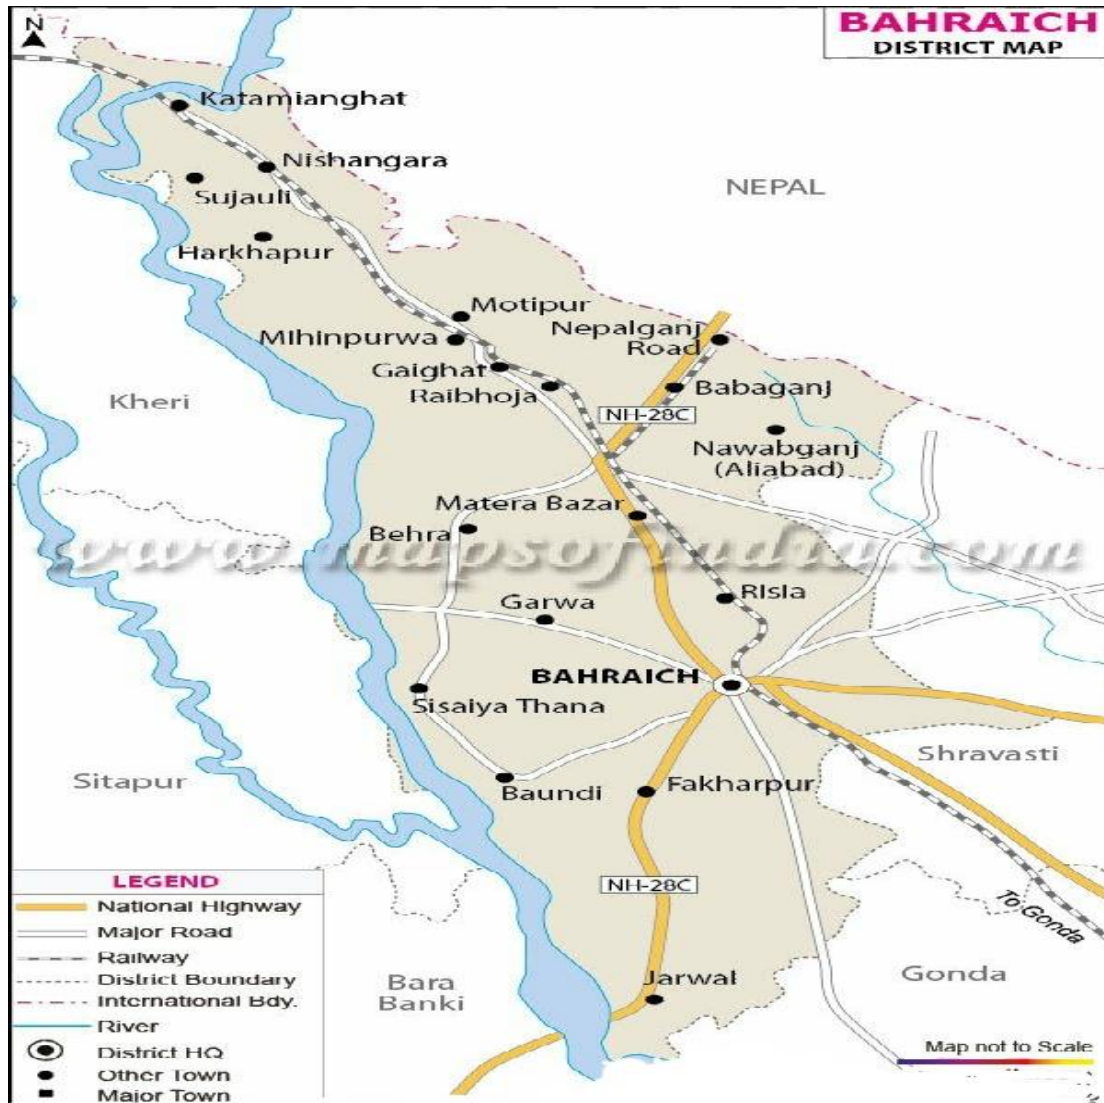 N
BAHRAICH
DISTRICT MAP
Katamianghat
Nishangara
Sujauli
NEPAL
Harkhapur
Motipur
Nepalganj
Road
Mihinpurwa
Gaighat
Raibhoja
Babaganj
Kheri
NH-28C
Nawabganj
(Aliabad)
Matera Bazar
Behra
www.mapsofindia.com
Risia
Garwa
BAHRAICH
Sisaiya Thana
Shravasti
Sitapur
Baundi
Fakharpur
LEGEND
National Highway
Major Road
Railway
District Boundary
International Bdy.
River
District HQ
Other Town
Major Town
NH-28C
To Gonda
Bara
Banki
Jarwal
Gonda
Map not to Scale